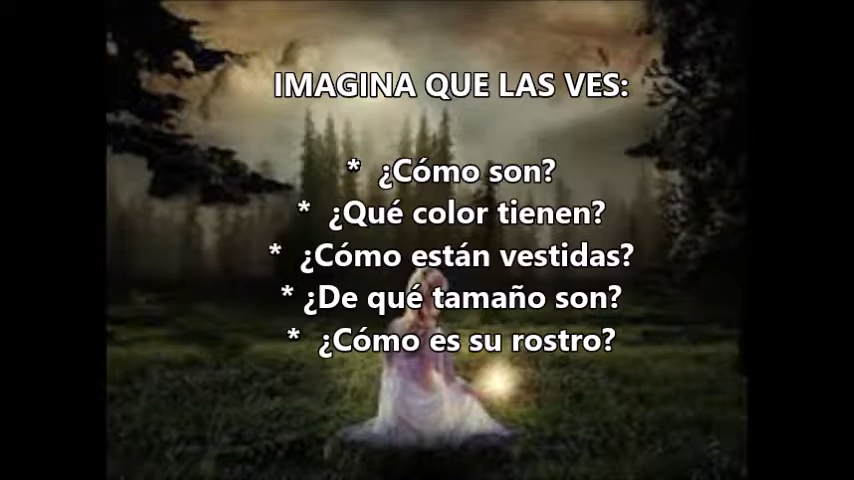 IMAGINA QUE LAS VES:
* ¿Cómo son?
* ¿Qué color tienen?
* ¿Cómo están vestidas?
* ¿De qué tamaño son?
* ¿Cómo es su rostro?